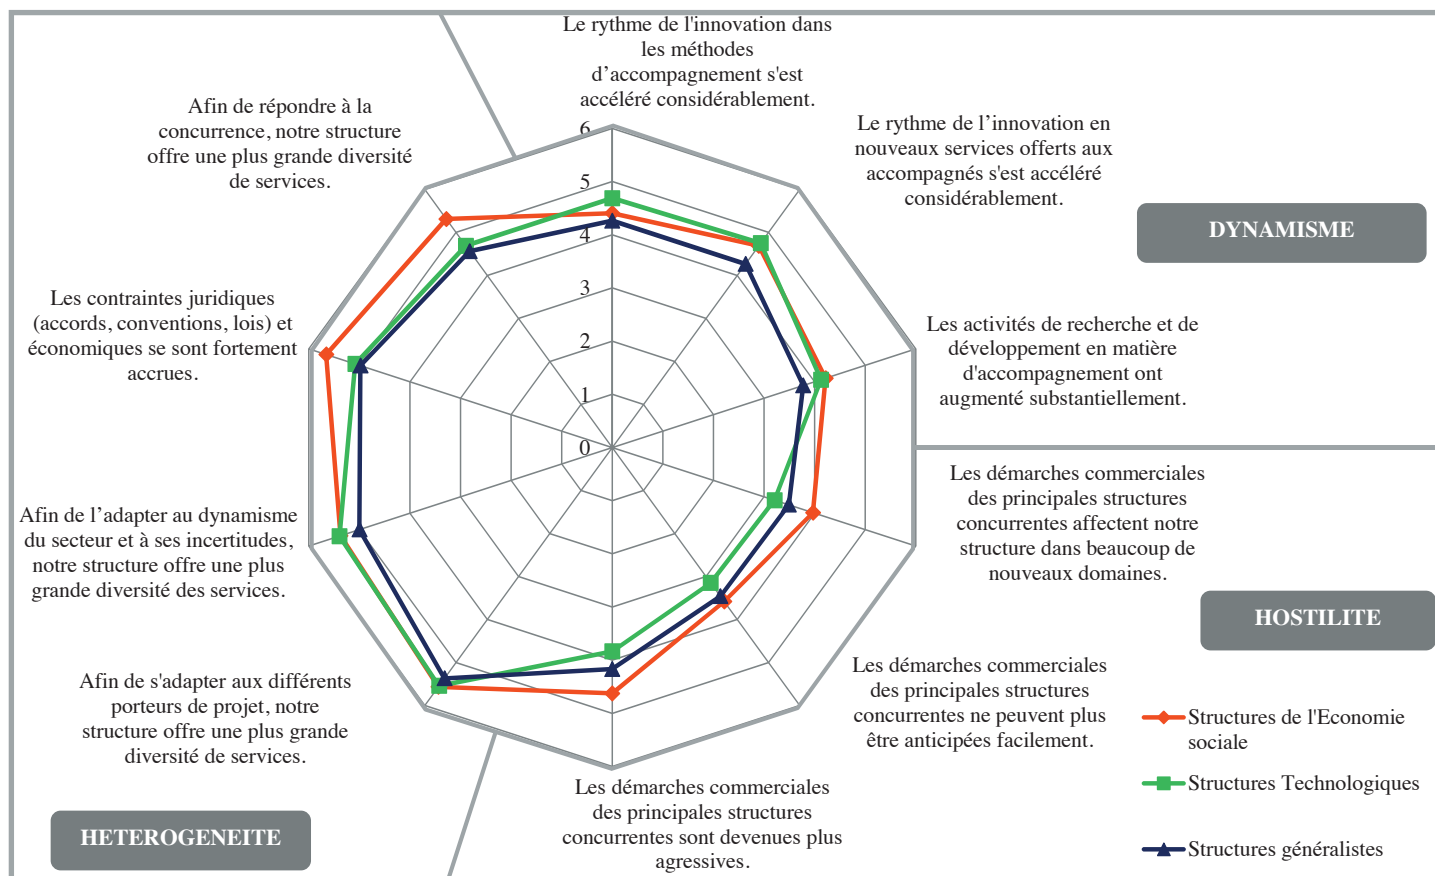 Le rythme de l'innovation dans
les méthodes
d’accompagnement s'est
accéléré considérablement.
Le rythme de l’innovation en
nouveaux services offerts aux
accompagnés s'est accéléré
considérablement.
DYNAMISME
Les activités de recherche et de
développement en matière
d'accompagnement ont
augmenté substantiellement.
Les démarches commerciales
des principales structures
concurrentes affectent notre
structure dans beaucoup de
nouveaux domaines.
HOSTILITE
Les démarches commerciales
des principales structures
concurrentes ne peuvent plus
être anticipées facilement.
Les démarches commerciales
des principales structures
concurrentes sont devenues plus
agressives.
Afin de s'adapter aux différents
porteurs de projet, notre
structure offre une plus grande
diversité de services.
HETEROGENEITE
Afin de l’adapter au dynamisme
du secteur et à ses incertitudes,
notre structure offre une plus
grande diversité des services.
Les contraintes juridiques
(accords, conventions, lois) et
économiques se sont fortement
accrues.
Afin de répondre à la
concurrence, notre structure
offre une plus grande diversité
de services.
6
5
4
3
2
1
0
Structures de l'Economie
sociale
Structures Technologiques
Structures généralistes